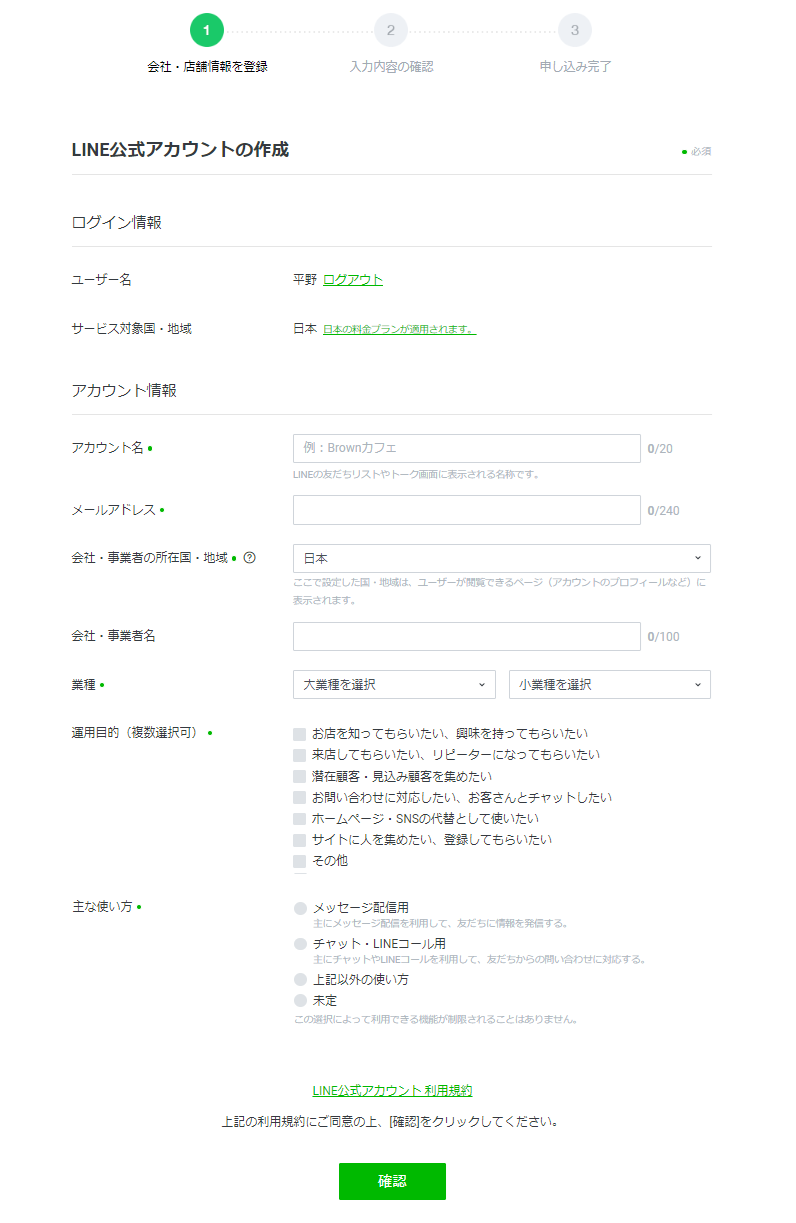 1 2 3
会社・店舗情報を登録 入力内容の確認 申し込み完了
LINE公式アカウントの作成 必須
ログイン情報
ユーザー名 平野 ログアウト
サービス対象国・地域 日本 日本の料金プランが適用されます。
アカウント情報
アカウント名 例：Brownカフェ 0/20
LINEの友だちリストやトーク画面に表示される名称です。
メールアドレス 0/240
会社・事業者の所在国・地域 ? 日本
ここで設定した国・地域は、ユーザーが閲覧できるページ（アカウントのプロフィールなど）に
表示されます。
会社・事業者名 0/100
業種 大業種を選択 小業種を選択
運用目的（複数選択可） お店を知ってもらいたい、興味を持ってもらいたい
来店してもらいたい、リピーターになってもらいたい
潜在顧客・見込み顧客を集めたい
お問い合わせに対応したい、お客さんとチャットしたい
ホームページ・SNSの代替として使いたい
サイトに人を集めたい、登録してもらいたい
その他
主な使い方 メッセージ配信用
主にメッセージ配信を利用して、友だちに情報を発信する。
チャット・LINEコール用
主にチャットやLINEコールを利用して、友だちからの問い合わせに対応する。
上記以外の使い方
未定
この選択によって利用できる機能が制限されることはありません。
LINE公式アカウント 利用規約
上記の利用規約にご同意の上、[確認]をクリックしてください。
確認